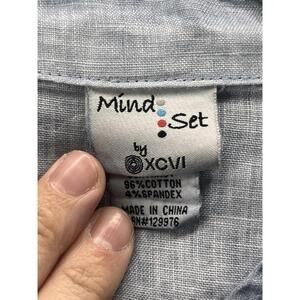 Mind Set
by
XCVI
96%COTTON
4%SPANDEX
MADE IN CHINA
RN#129976